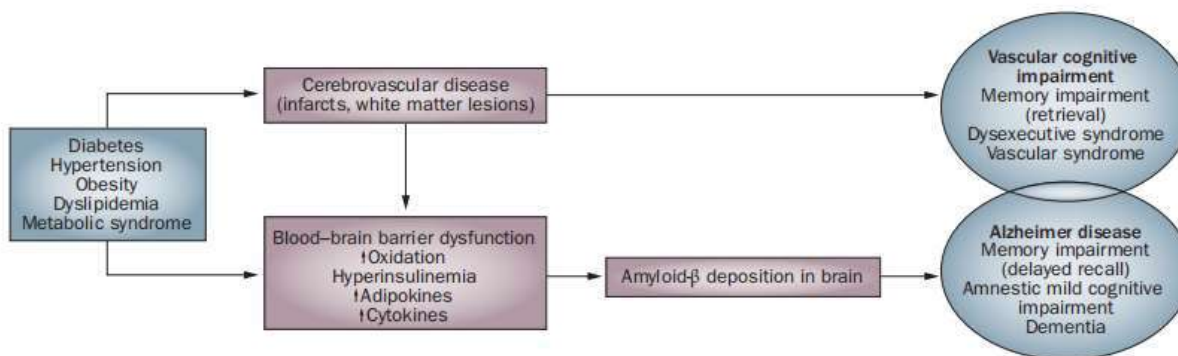 Diabetes
Hypertension
Obesity
Dyslipidemia
Metabolic syndrome
Cerebrovascular disease
(infarcts, white matter lesions)
Blood–brain barrier dysfunction
↑Oxidation
Hyperinsulinemia
↑Adipokines
↑Cytokines
Amyloid-β deposition in brain
Vascular cognitive
impairment
Memory impairment
(retrieval)
Dysexecutive syndrome
Vascular syndrome
Alzheimer disease
Memory impairment
(delayed recall)
Amnestic mild cognitive
impairment
Dementia